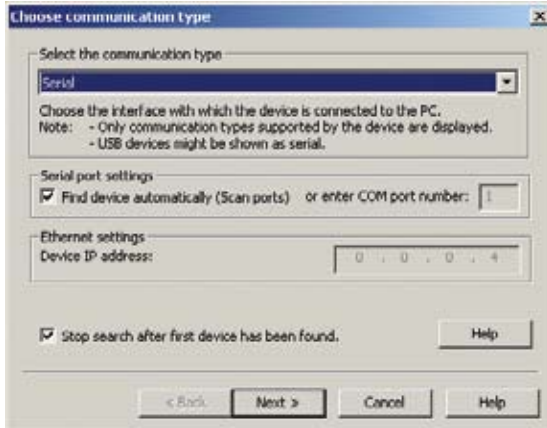 Choose communication type
Select the communication type
Serial
Choose the interface with which the device is connected to the PC.
Note: - Only communication types supported by the device are displayed.
- USB devices might be shown as serial.
Serial port settings
Find device automatically (Scan ports) or enter COM port number: 1
Ethernet settings
Device IP address: 0 . 0 . 0 . 4
Stop search after first device has been found. Help
< Back Next > Cancel Help